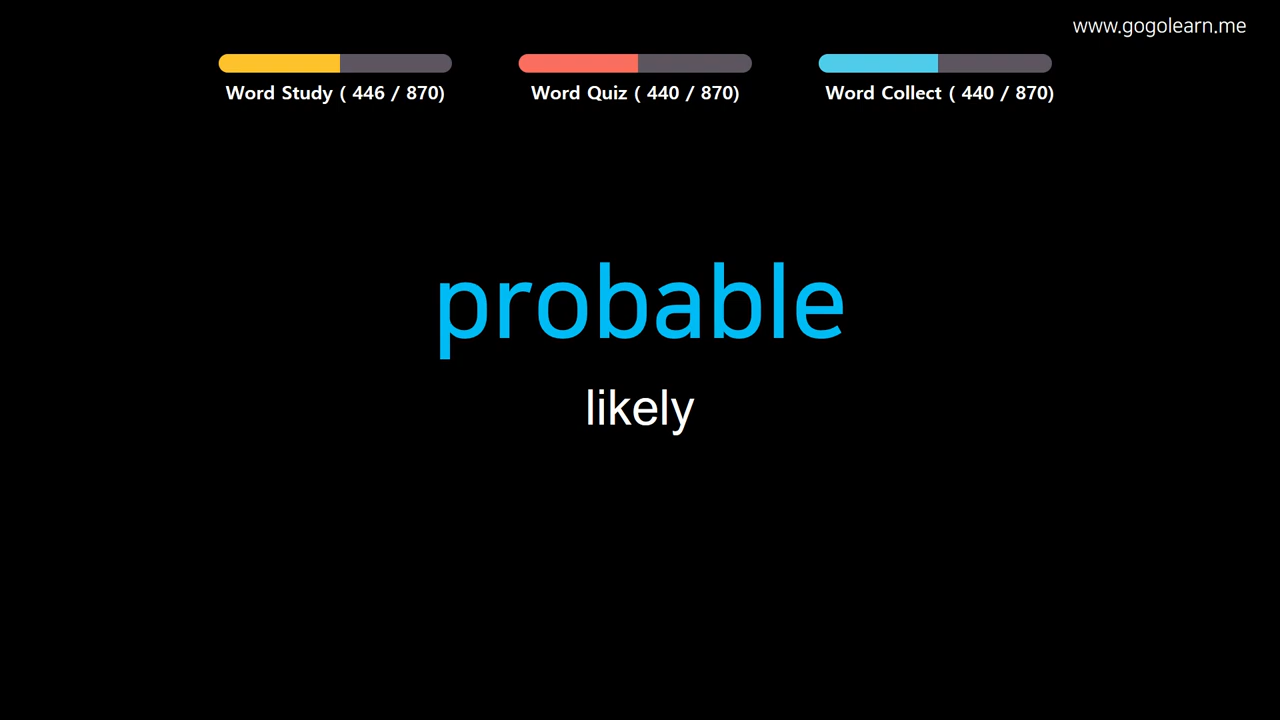 www.gogolearn.me
Word Study ( 446 / 870)
Word Quiz ( 440 / 870)
Word Collect ( 440 / 870)
probable
likely